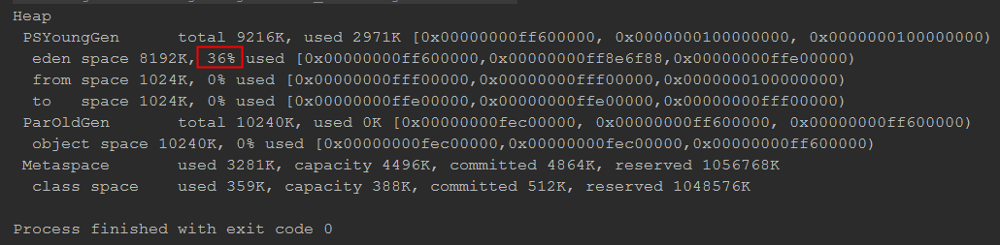 Heap
PSYoungGen      total 9216K, used 2971K [0x00000000ff600000, 0x0000000100000000, 0x0000000100000000)
eden space 8192K, 36% used [0x00000000ff600000,0x00000000ff8e6f88,0x00000000ffe00000)
from space 1024K, 0% used [0x00000000fff00000,0x00000000fff00000,0x0000000100000000)
to   space 1024K, 0% used [0x00000000ffe00000,0x00000000ffe00000,0x00000000fff00000)
ParOldGen       total 10240K, used 0K [0x00000000fec00000, 0x00000000ff600000, 0x00000000ff600000)
object space 10240K, 0% used [0x00000000fec00000,0x00000000fec00000,0x00000000ff600000)
Metaspace       used 3281K, capacity 4496K, committed 4864K, reserved 1056768K
class space    used 359K, capacity 388K, committed 512K, reserved 1048576K
Process finished with exit code 0